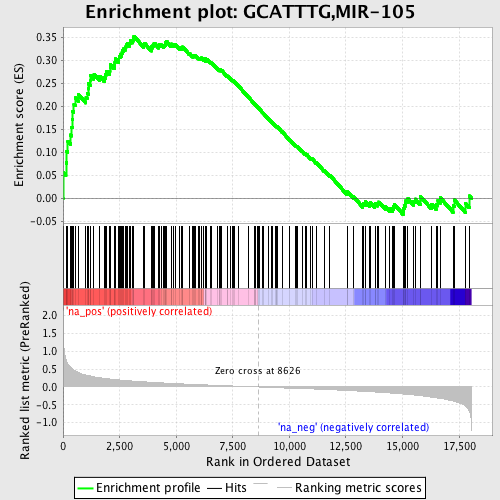 Enrichment plot: GCATTTG,MIR-105
Enrichment score (ES)
0.35
0.30
0.25
0.20
0.15
0.10
0.05
0.00
-0.05
'na_pos' (positively correlated)
Ranked list metric (PreRanked)
2.0
1.5
1.0
0.5
0.0
-0.5
-1.0
Zero cross at 8626
'na_neg' (negatively correlated)
0
2,500
5,000
7,500
10,000
12,500
15,000
17,500
Rank in Ordered Dataset
Enrichment profile
Hits
Ranking metric scores